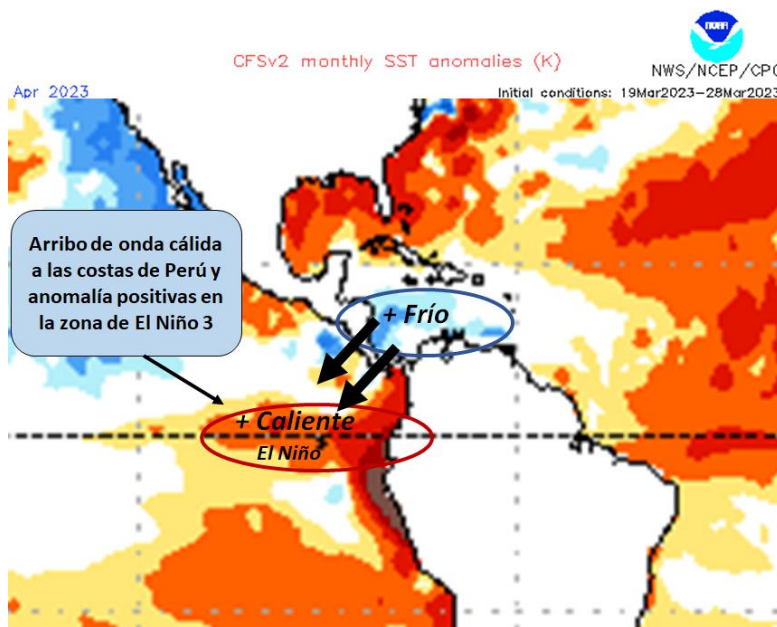 NOAA
CFSv2 monthly SST anomalies (K)
NWS/NCEP/CPC
Apr 2023
Initial conditions: 19Mar2023–28Mar2023
Arribo de onda cálida
a las costas de Perú y
anomalía positivas en
la zona de El Niño 3
+ Frío
+ Caliente
El Niño